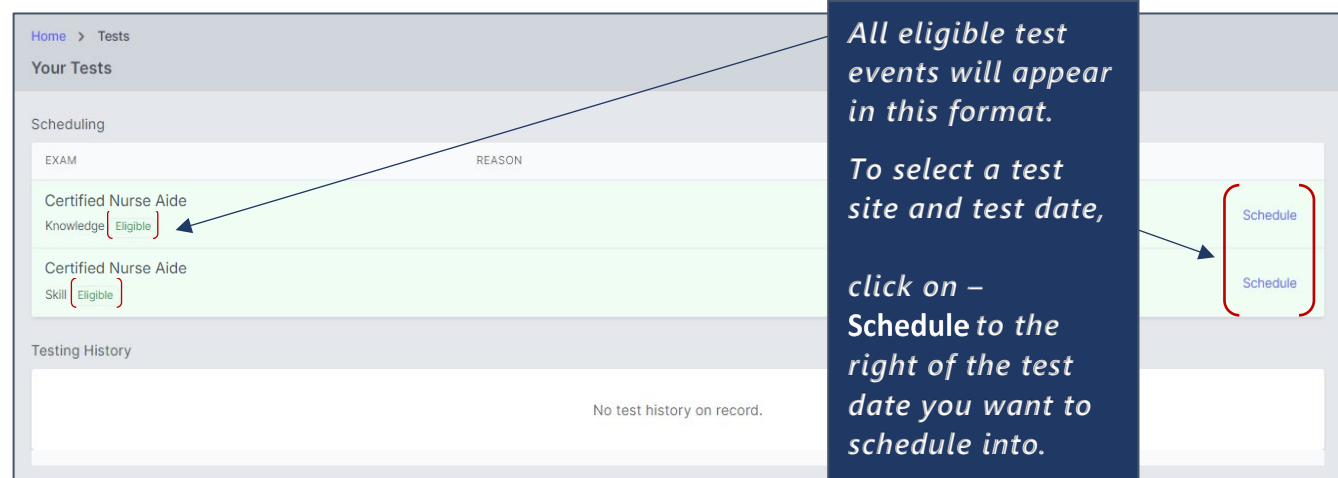 Home > Tests
Your Tests
Scheduling
EXAM REASON
Certified Nurse Aide
Knowledge Eligible
Schedule
Certified Nurse Aide
Skill Eligible
Schedule
Testing History
No test history on record.
All eligible test
events will appear
in this format.
To select a test
site and test date,
click on –
Schedule to the
right of the test
date you want to
schedule into.